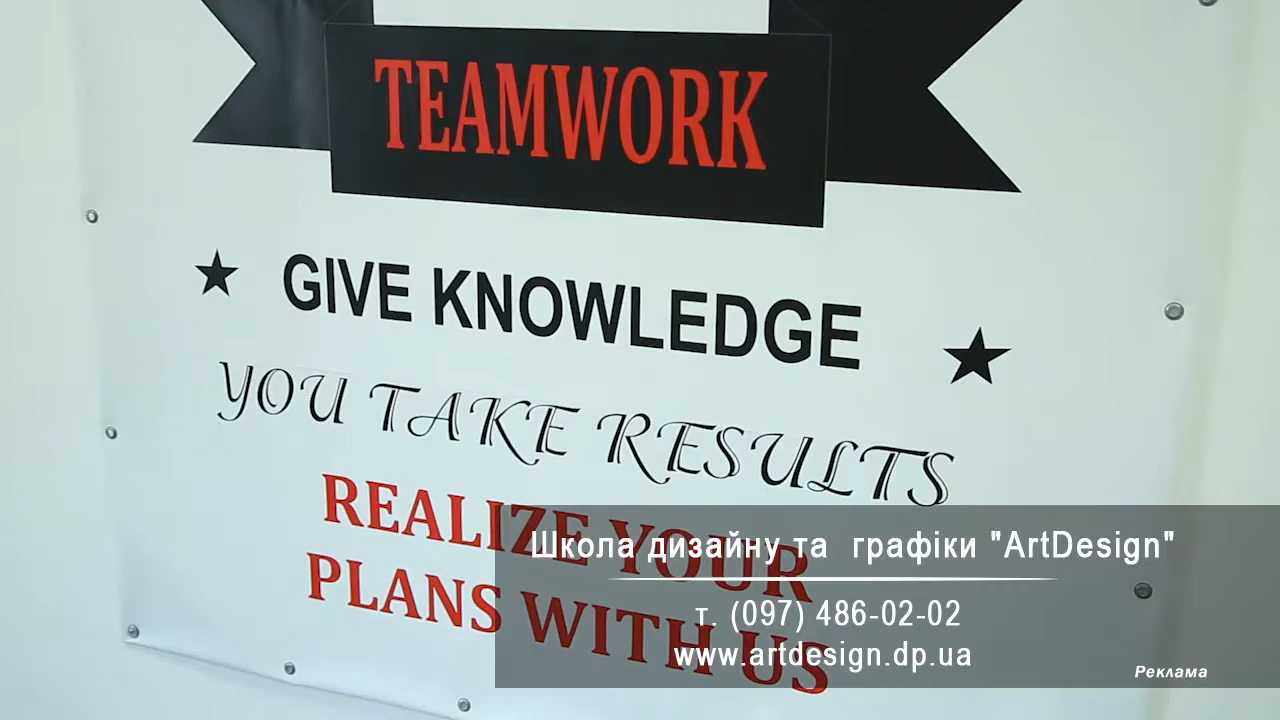 TEAMWORK
GIVE KNOWLEDGE
YOU TAKE RESULTS
REALIZE YOUR
PLANS WITH US
Школа дизайну та графіки "ArtDesign"
т. (097) 486-02-02
www.artdesign.dp.ua
Реклама